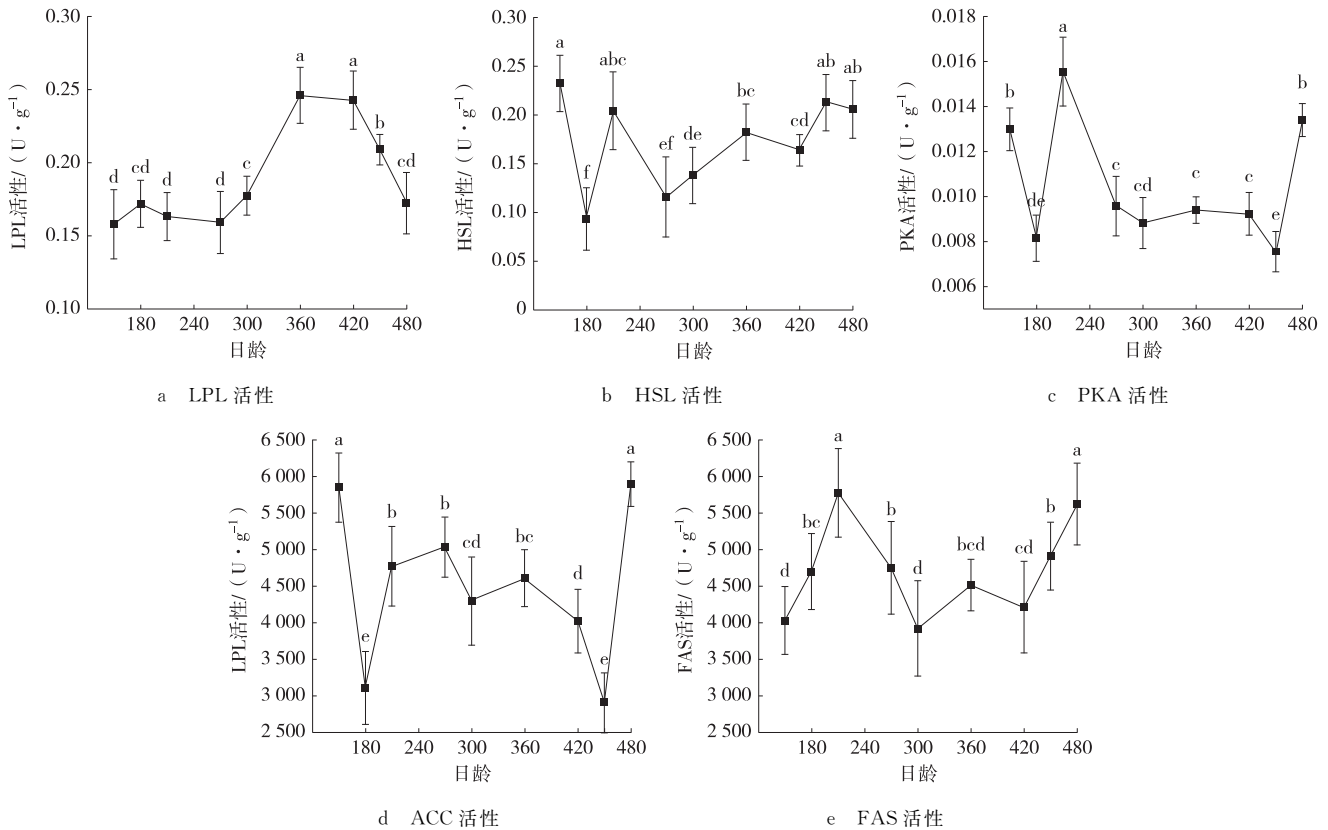 LPL活性/(U·g⁻¹)
0.30
0.25
0.20
0.15
0.10
d
cd
d
d
c
a
a
b
cd
180
240
300
360
420
480
日龄
a LPL 活性
HSL活性/(U·g⁻¹)
0.30
0.25
0.20
0.15
0.10
0.05
0
a
f
abc
ef
de
bc
cd
ab
ab
180
240
300
360
420
480
日龄
b HSL 活性
PKA活性/(U·g⁻¹)
0.018
0.016
0.014
0.012
0.010
0.008
0.006
b
de
a
c
cd
c
c
e
b
180
240
300
360
420
480
日龄
c PKA 活性
LPL活性/(U·g⁻¹)
6 500
6 000
5 500
5 000
4 500
4 000
3 500
3 000
2 500
a
e
b
b
cd
bc
d
e
a
180
240
300
360
420
480
日龄
d ACC 活性
FAS活性/(U·g⁻¹)
6 500
6 000
5 500
5 000
4 500
4 000
3 500
3 000
2 500
d
bc
a
b
d
bcd
cd
b
a
180
240
300
360
420
480
日龄
e FAS 活性